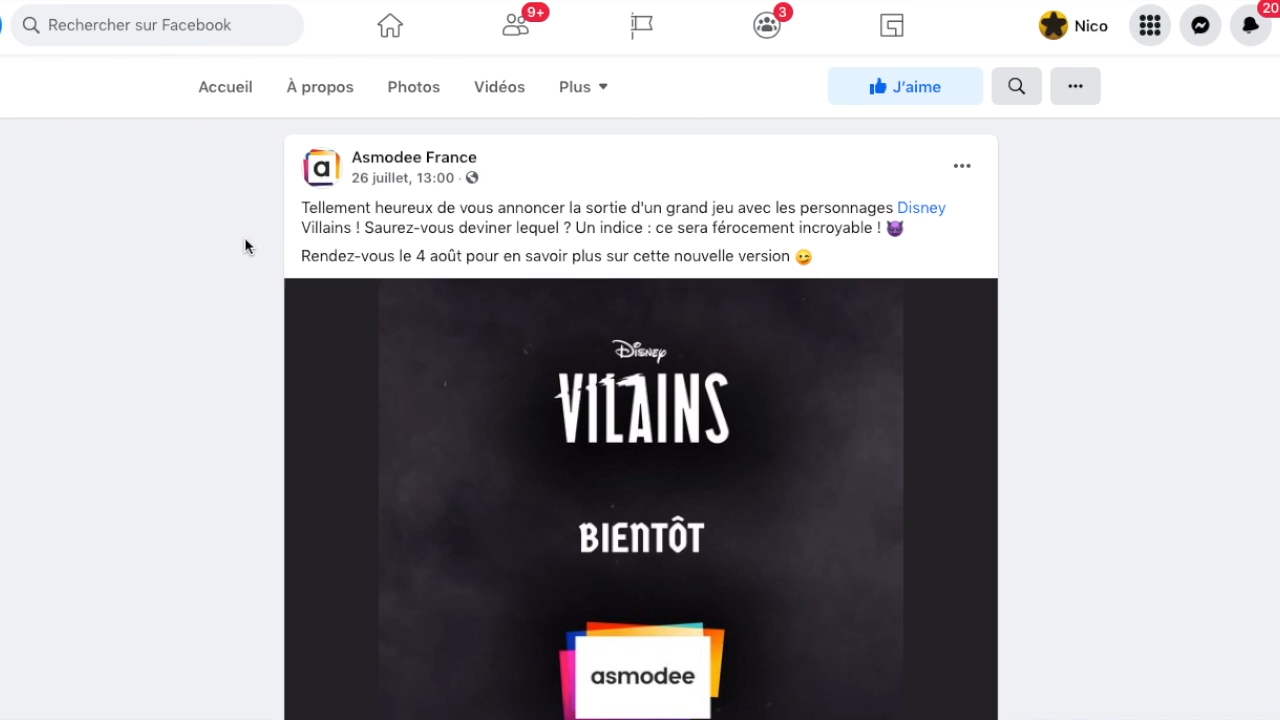 Rechercher sur Facebook
9+
3
Nico
20
Accueil
À propos
Photos
Vidéos
Plus
J'aime
a
Asmodee France
26 juillet, 13:00 ·
Tellement heureux de vous annoncer la sortie d'un grand jeu avec les personnages Disney
Villains ! Saurez-vous deviner lequel ? Un indice : ce sera férocement incroyable ! 😈
Rendez-vous le 4 août pour en savoir plus sur cette nouvelle version 😉
Disney
VILAINS
BIENTÔT
asmodee